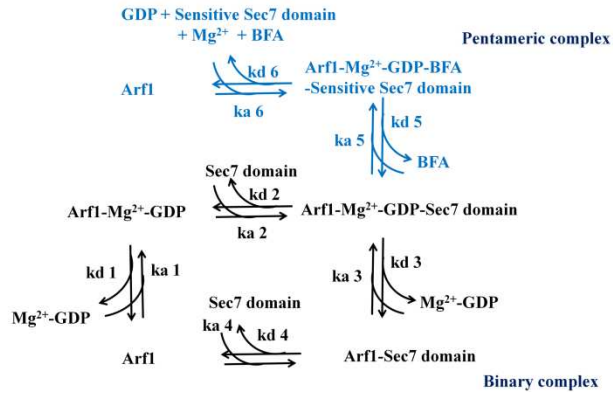 GDP + Sensitive Sec7 domain
+ Mg²⁺ + BFA
Pentameric complex
kd 6
Arf1-Mg²⁺-GDP-BFA
Arf1
-Sensitive Sec7 domain
ka 6
kd 5
ka 5
BFA
Sec7 domain
kd 2
Arf1-Mg²⁺-GDP
Arf1-Mg²⁺-GDP-Sec7 domain
ka 2
kd 1
ka 1
ka 3
kd 3
Sec7 domain
Mg²⁺-GDP
Mg²⁺-GDP
ka 4
kd 4
Arf1
Arf1-Sec7 domain
Binary complex